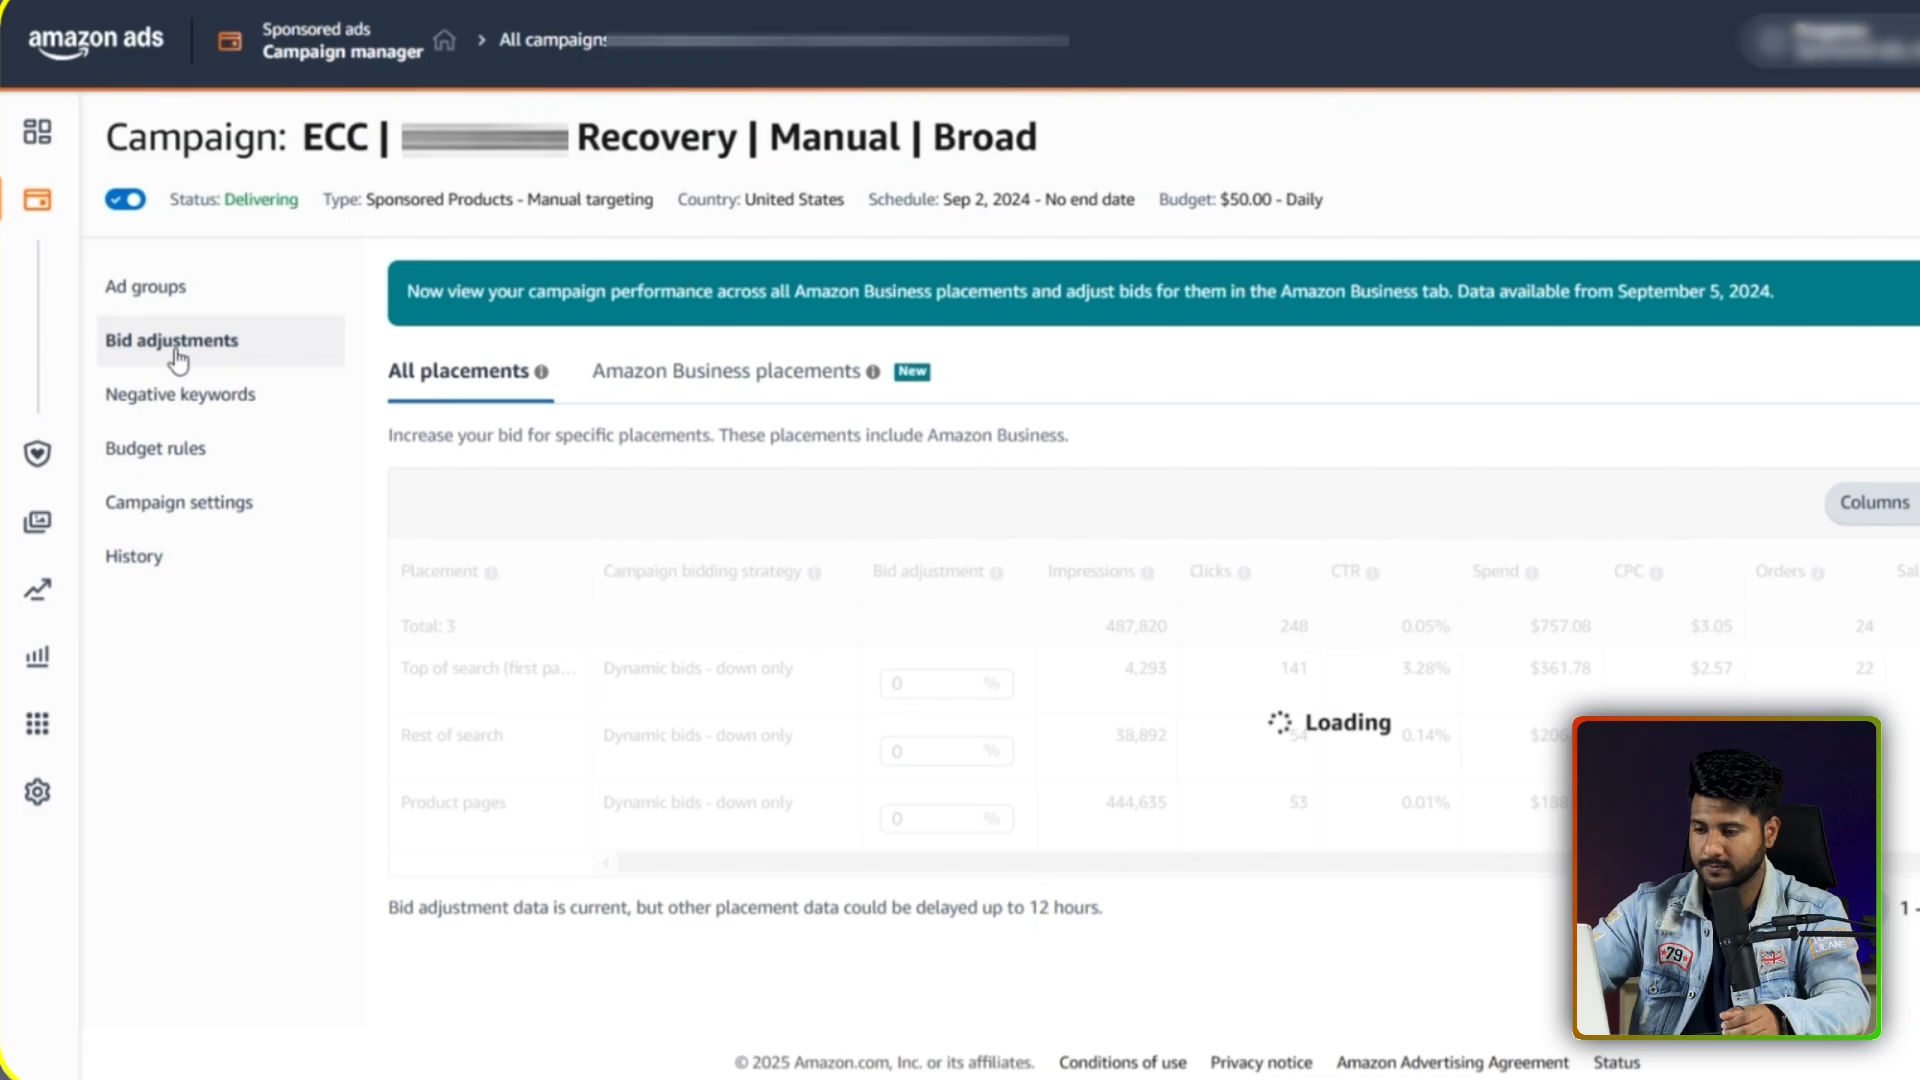 amazon ads
Sponsored ads
Campaign manager
All campaigns
Campaign: ECC | Recovery | Manual | Broad
Status: Delivering Type: Sponsored Products - Manual targeting Country: United States Schedule: Sep 2, 2024 - No end date Budget: $50.00 - Daily
Ad groups
Bid adjustments
Negative keywords
Budget rules
Campaign settings
History
Now view your campaign performance across all Amazon Business placements and adjust bids for them in the Amazon Business tab. Data available from September 5, 2024.
All placements Amazon Business placements New
Increase your bid for specific placements. These placements include Amazon Business.
Columns
Placement Campaign bidding strategy Bid adjustment Impressions Clicks CTR Spend CPC Orders Sal
Total: 3 487,820 248 0.05% $757.08 $3.05 24
Top of search (first pa... Dynamic bids - down only 0 % 4,293 141 3.28% $361.78 $2.57 22
Rest of search Dynamic bids - down only 0 % 38,892 54 0.14% $206
Loading
Product pages Dynamic bids - down only 0 % 444,635 53 0.01% $188
Bid adjustment data is current, but other placement data could be delayed up to 12 hours.
1 -
79
JEANS
© 2025 Amazon.com, Inc. or its affiliates. Conditions of use Privacy notice Amazon Advertising Agreement Status